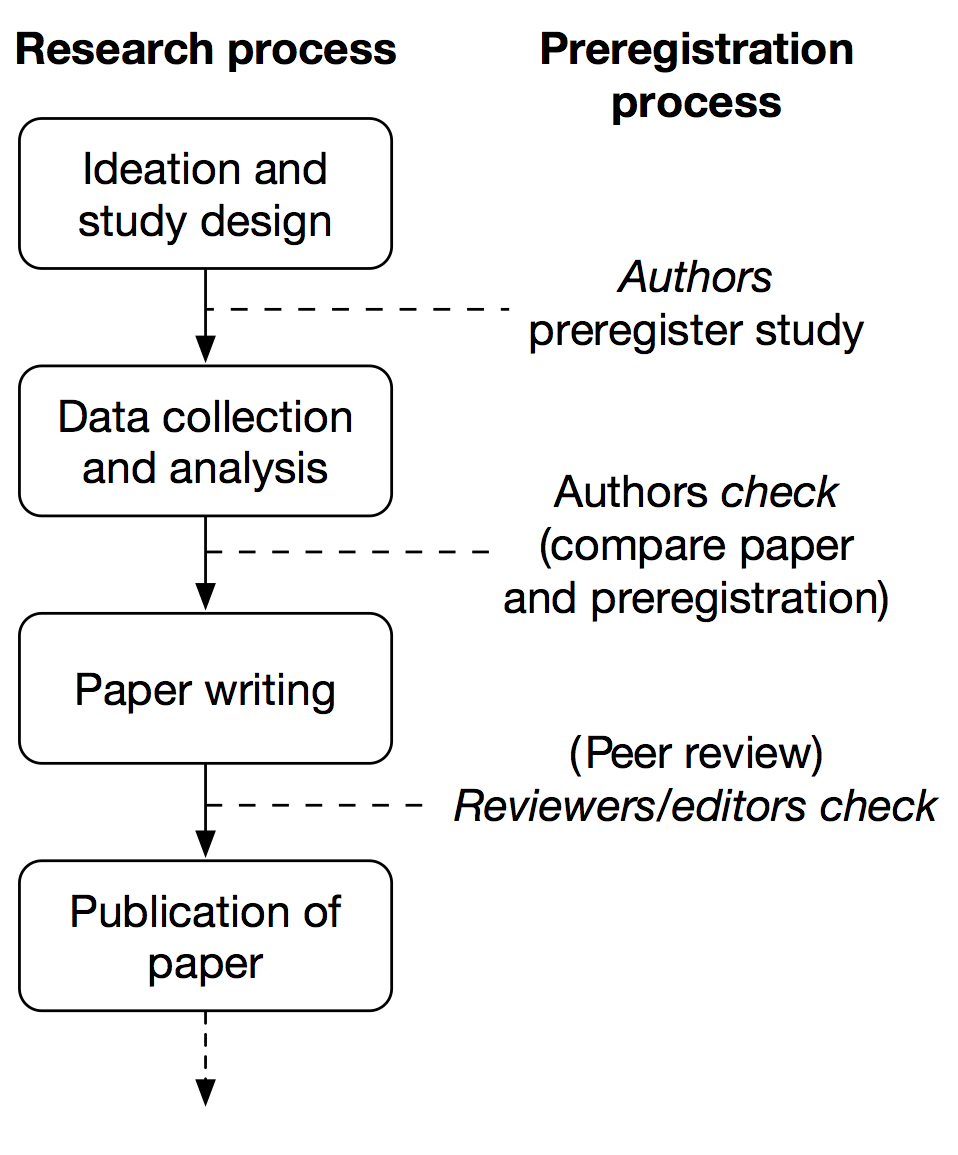 Research process
Preregistration
process
Ideation and
study design
Authors
preregister study
Data collection
and analysis
Authors check
(compare paper
and preregistration)
Paper writing
(Peer review)
Reviewers/editors check
Publication of
paper